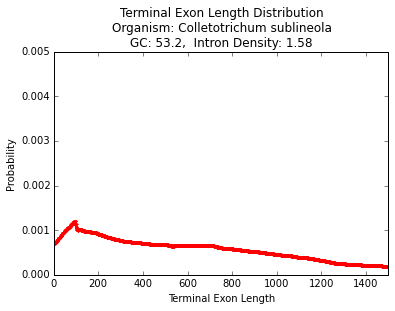 Terminal Exon Length Distribution
Organism: Colletotrichum sublineola
GC: 53.2,  Intron Density: 1.58
0.005
0.004
0.003
0.002
0.001
0.000
Probability
0 200 400 600 800 1000 1200 1400
Terminal Exon Length